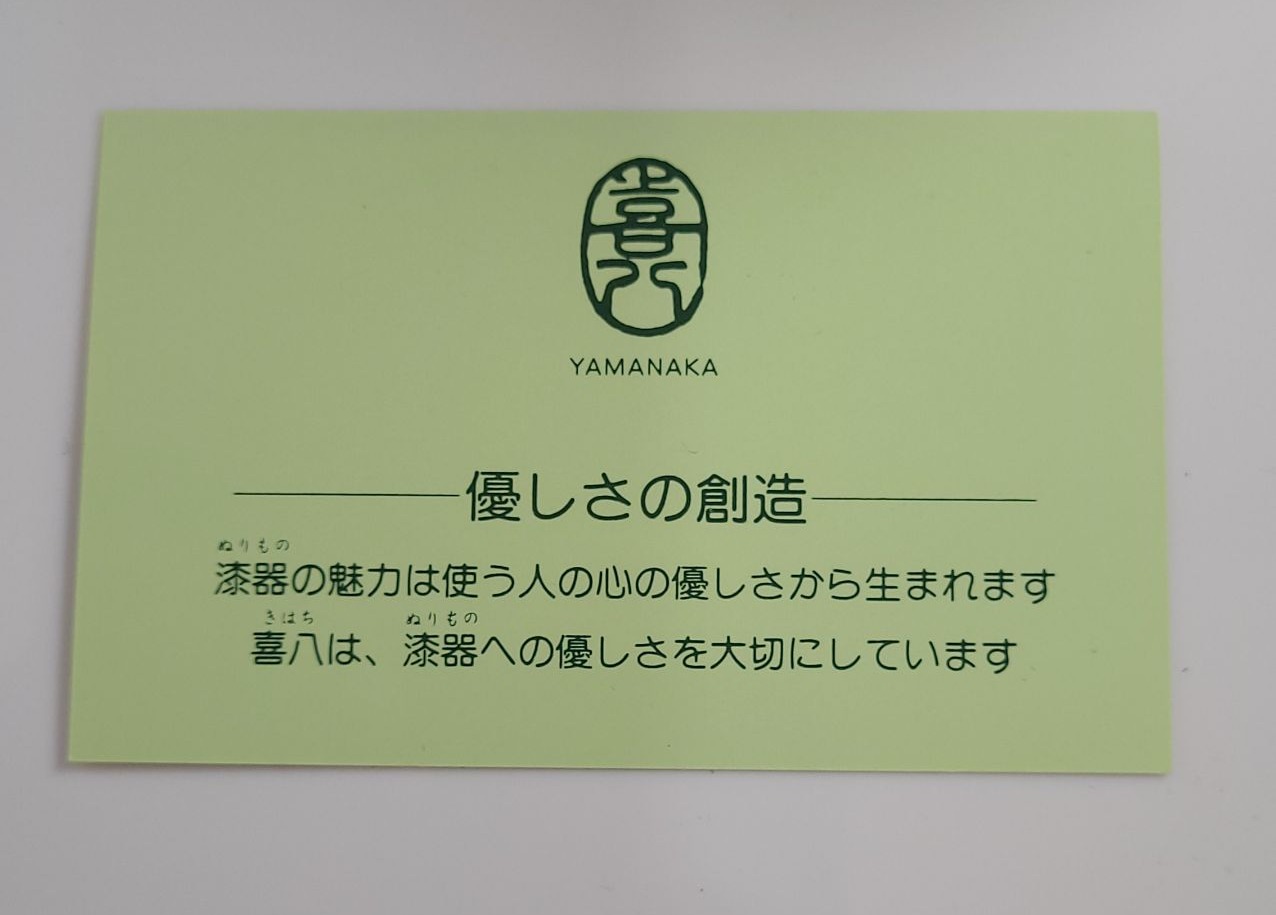 喜八
YAMANAKA
優しさの創造
ぬりもの
漆器の魅力は使う人の心の優しさから生まれます
きはち ぬりもの
喜八は、漆器への優しさを大切にしています